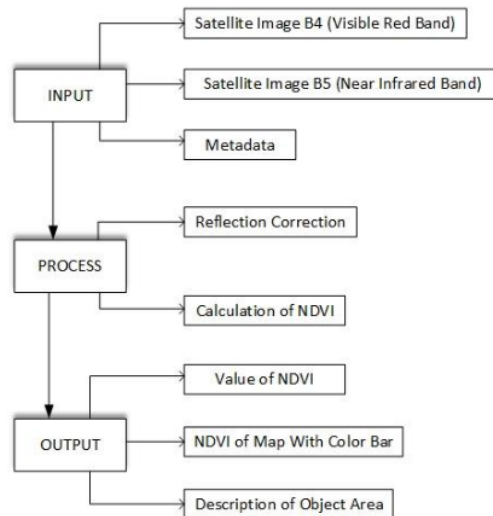 Satellite Image B4 (Visible Red Band)
INPUT
Satellite Image B5 (Near Infrared Band)
Metadata
Reflection Correction
PROCESS
Calculation of NDVI
Value of NDVI
OUTPUT
NDVI of Map With Color Bar
Description of Object Area